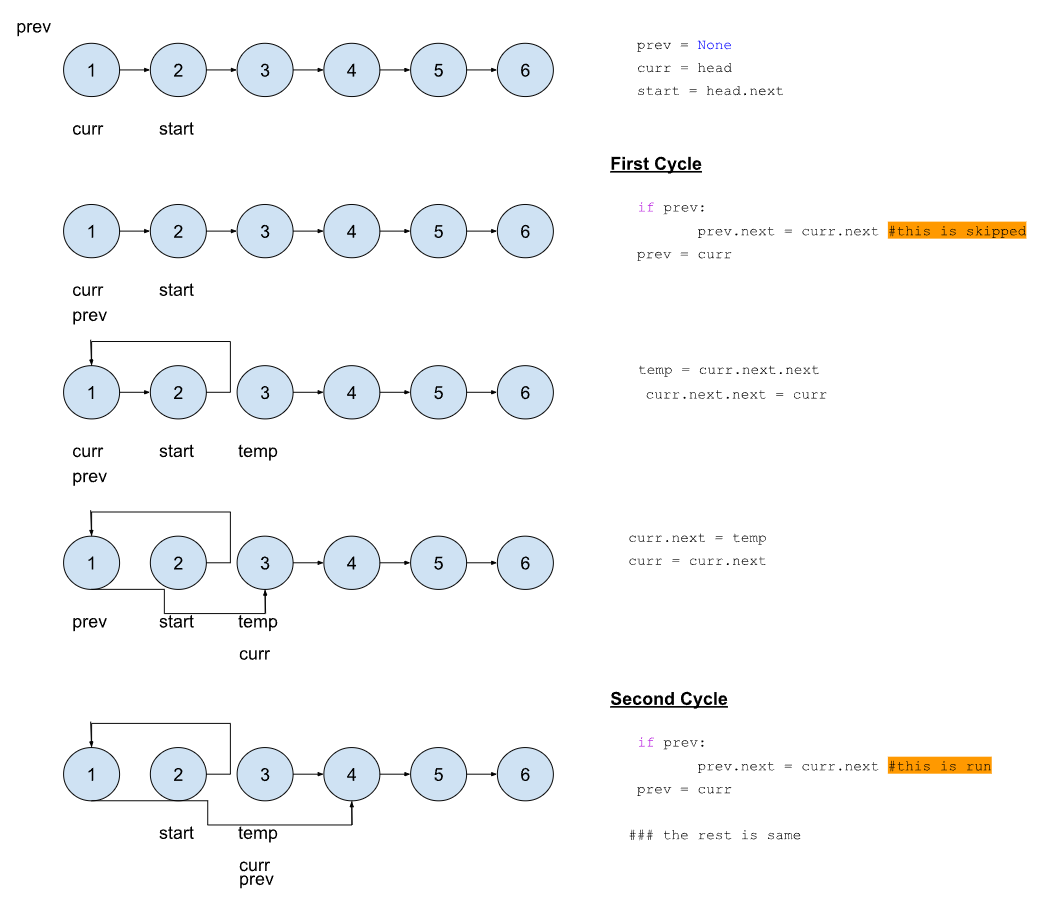 prev
1 2 3 4 5 6
curr start
prev = None
curr = head
start = head.next
First Cycle
1 2 3 4 5 6
curr start
prev
if prev:
prev.next = curr.next #this is skipped
prev = curr
1 2 3 4 5 6
curr start temp
prev
temp = curr.next.next
curr.next.next = curr
1 2 3 4 5 6
prev start temp
curr
curr.next = temp
curr = curr.next
Second Cycle
1 2 3 4 5 6
start temp
curr
prev
if prev:
prev.next = curr.next #this is run
prev = curr
### the rest is same